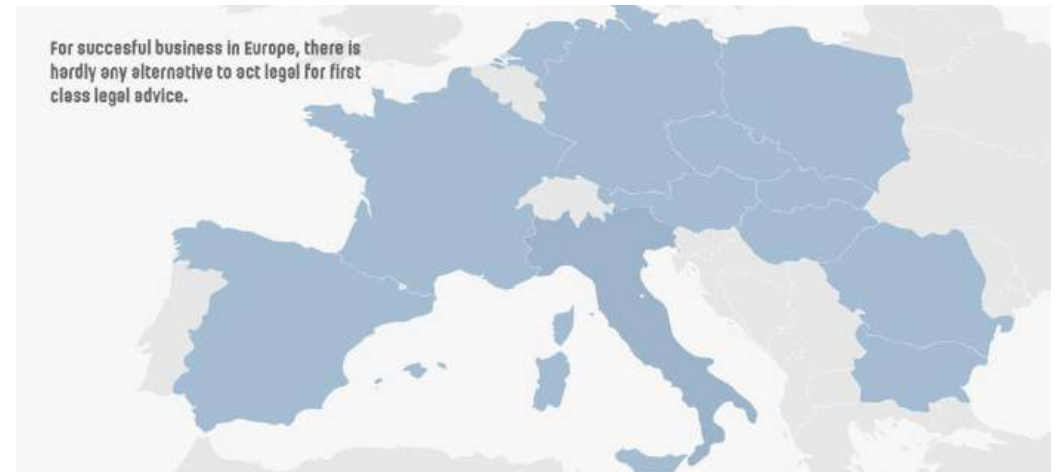 For succesful business in Europe, there is
hardly any alternative to act legal for first
class legal advice.